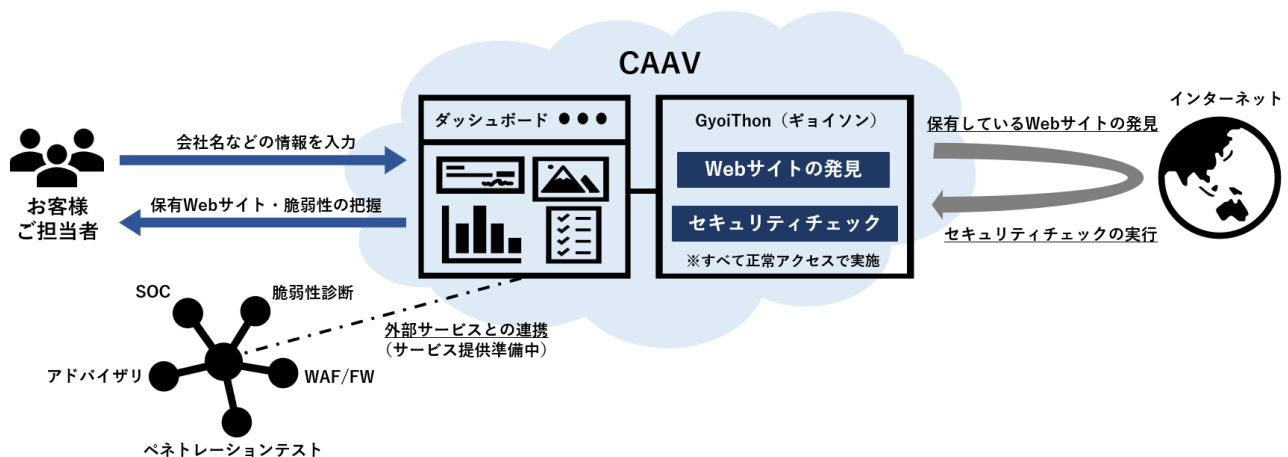 CAAV
ダッシュボード
GyoiThon（ギョイソン）
Webサイトの発見
セキュリティチェック
※すべて正常アクセスで実施
会社名などの情報を入力
保有Webサイト・脆弱性の把握
お客様
ご担当者
インターネット
保有しているWebサイトの発見
セキュリティチェックの実行
外部サービスとの連携
（サービス提供準備中）
SOC
脆弱性診断
アドバイザリ
WAF/FW
ペネトレーションテスト